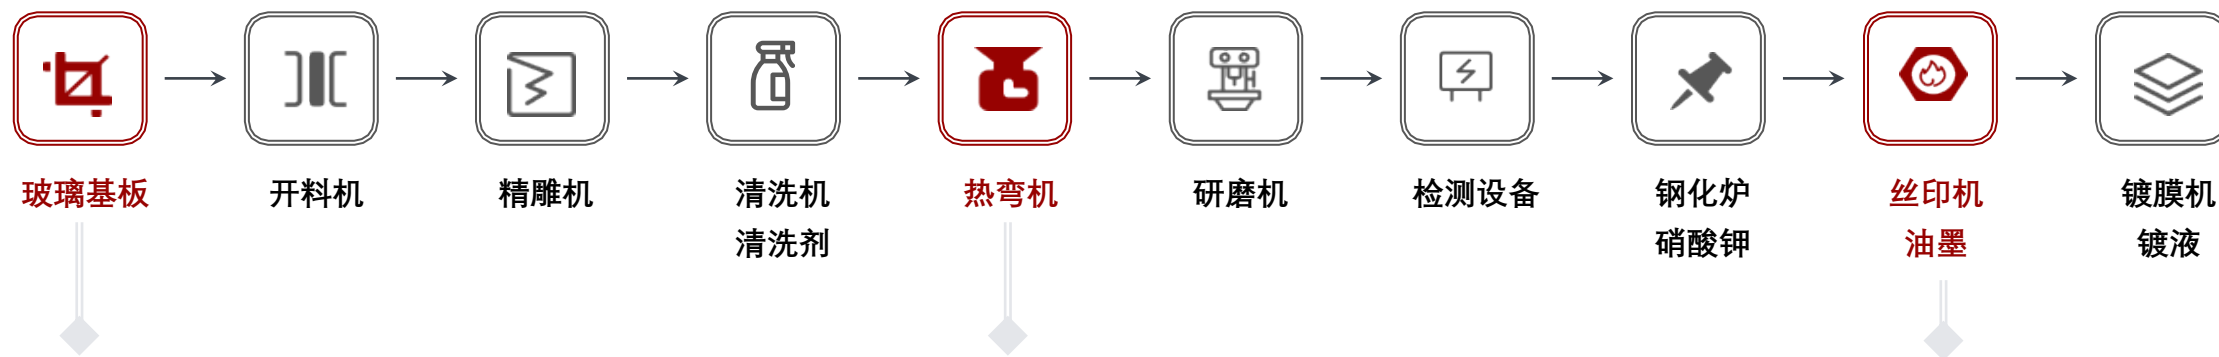 玻璃基板
开料机
精雕机
清洗机
清洗剂
热弯机
研磨机
检测设备
钢化炉
硝酸钾
丝印机
油墨
镀膜机
镀液